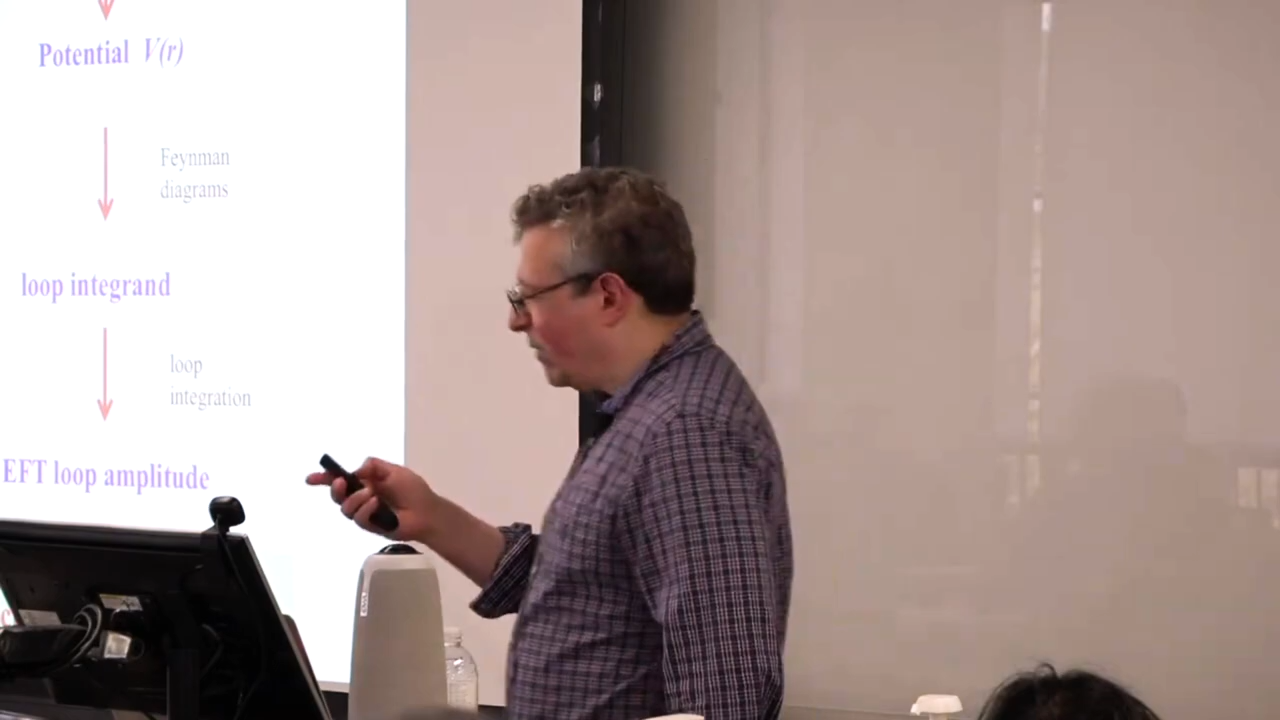 Potential V(r)
Feynman
diagrams
loop integrand
loop
integration
EFT loop amplitude